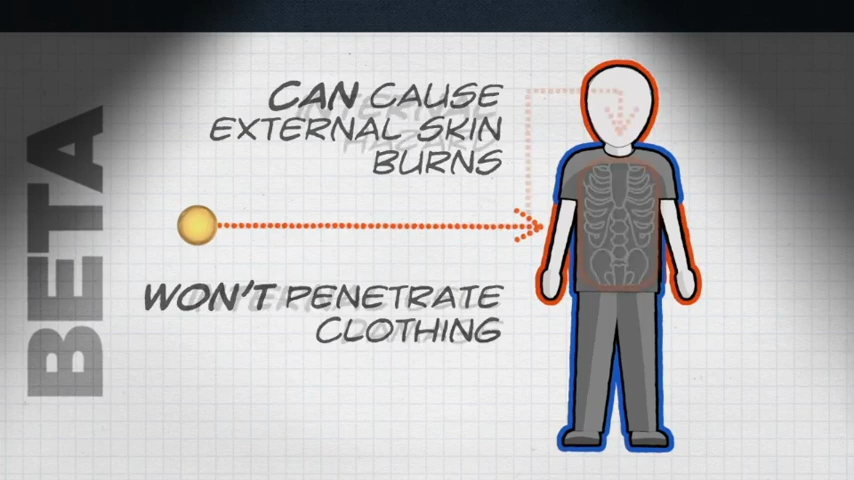 BETA
CAN CAUSE
EXTERNAL SKIN
BURNS
WON'T PENETRATE
CLOTHING